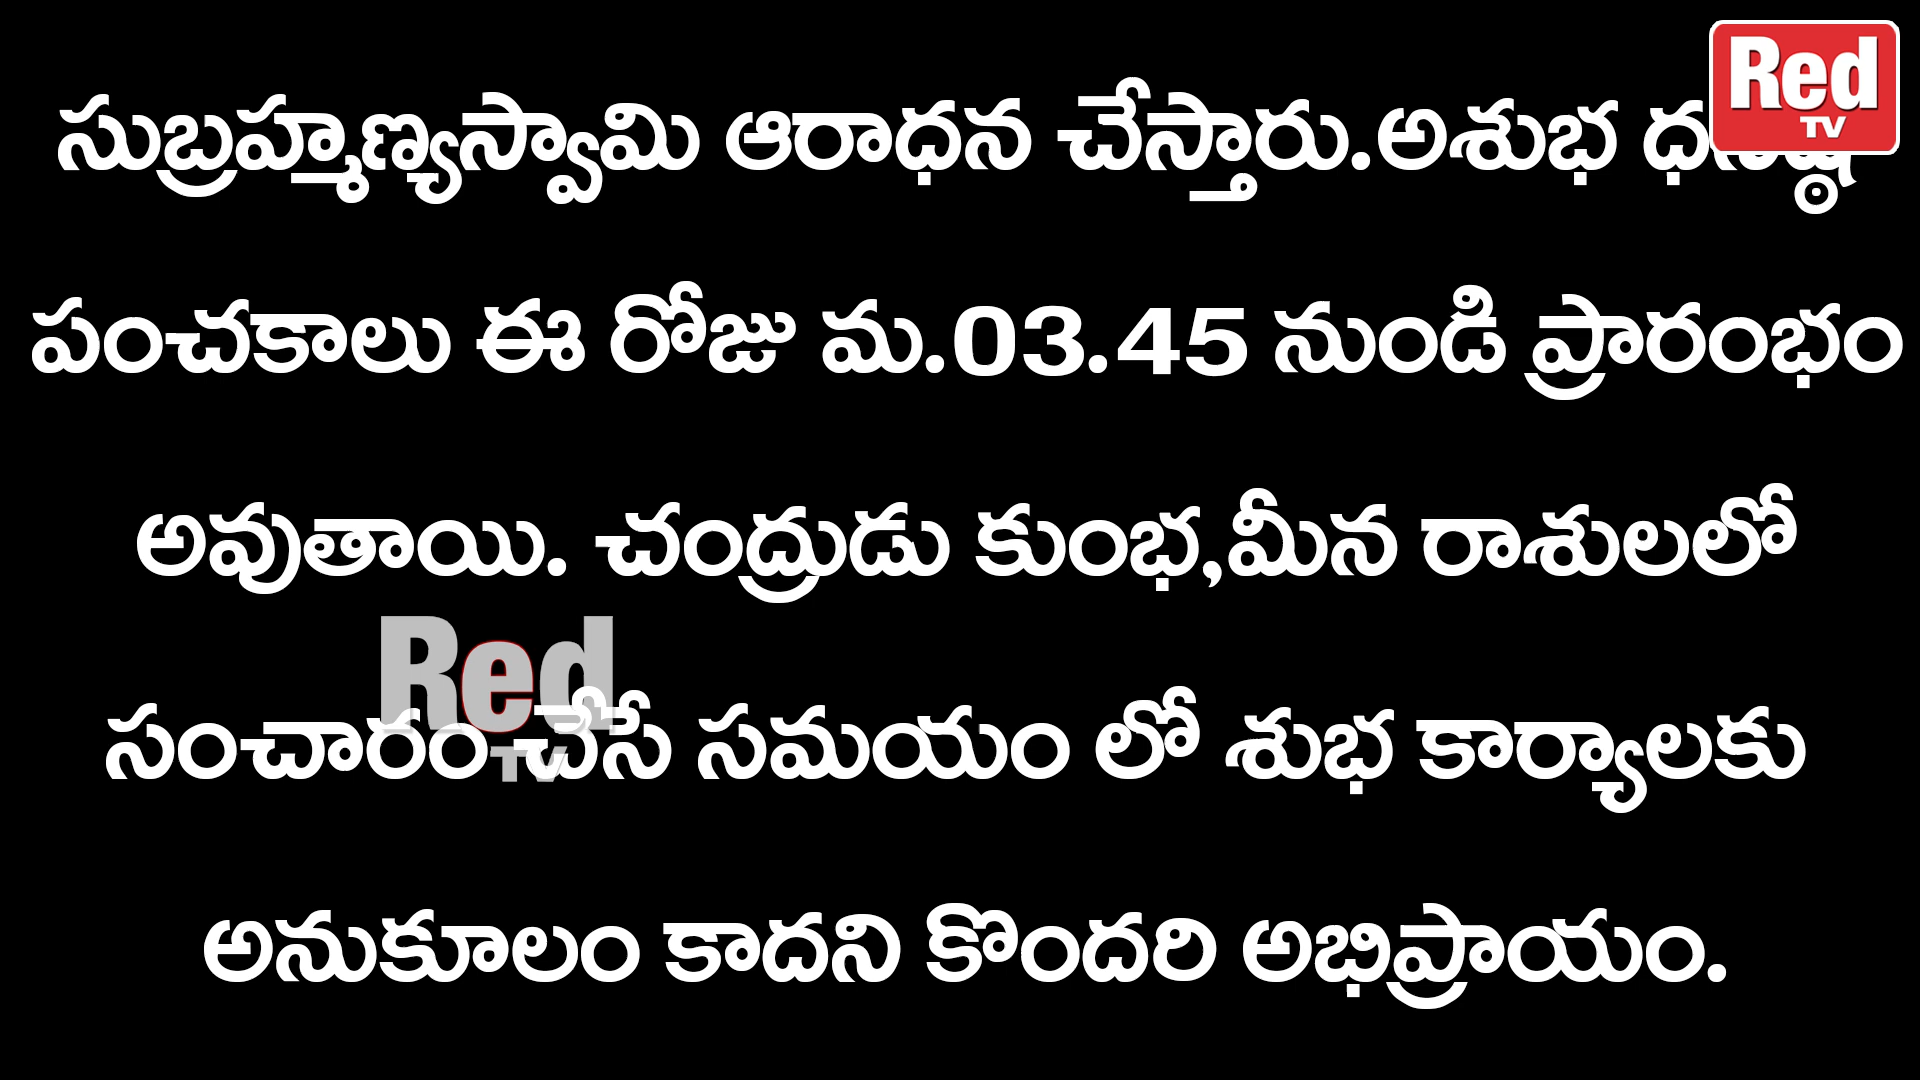 Red
TV
సుబ్రహ్మణ్యస్వామి ఆరాధన చేస్తారు.అశుభ
పంచకాలు ఈ రోజు మ.03.45 నుండి ప్రారంభం
అవుతాయి. చంద్రుడు కుంభ,మీన రాశులలో
Red
సంచారం చేసే సమయం లో శుభ కార్యాలకు
TV
అనుకూలం కాదని కొందరి అభిప్రాయం.